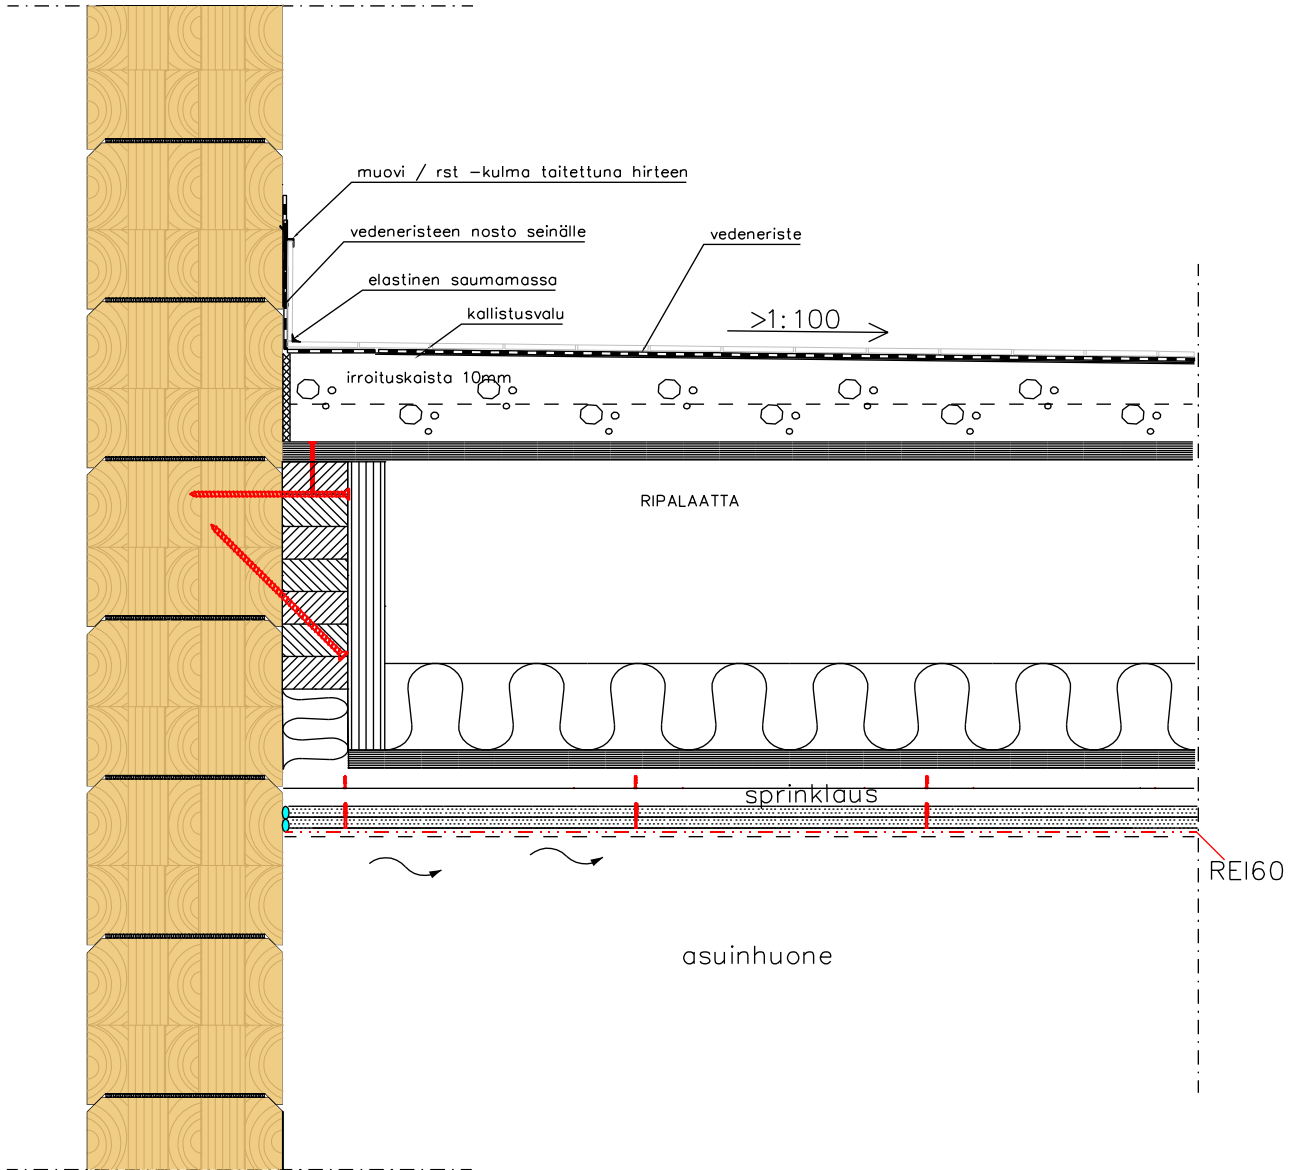 muovi / rst -kulma taitettuna hirteen
vedeneristeen nosto seinälle
vedeneriste
elastinen saumamassa
kallistusvalu
>1:100
irroituskaista 10mm
RIPALAATTA
sprinklaus
REI60
asuinhuone